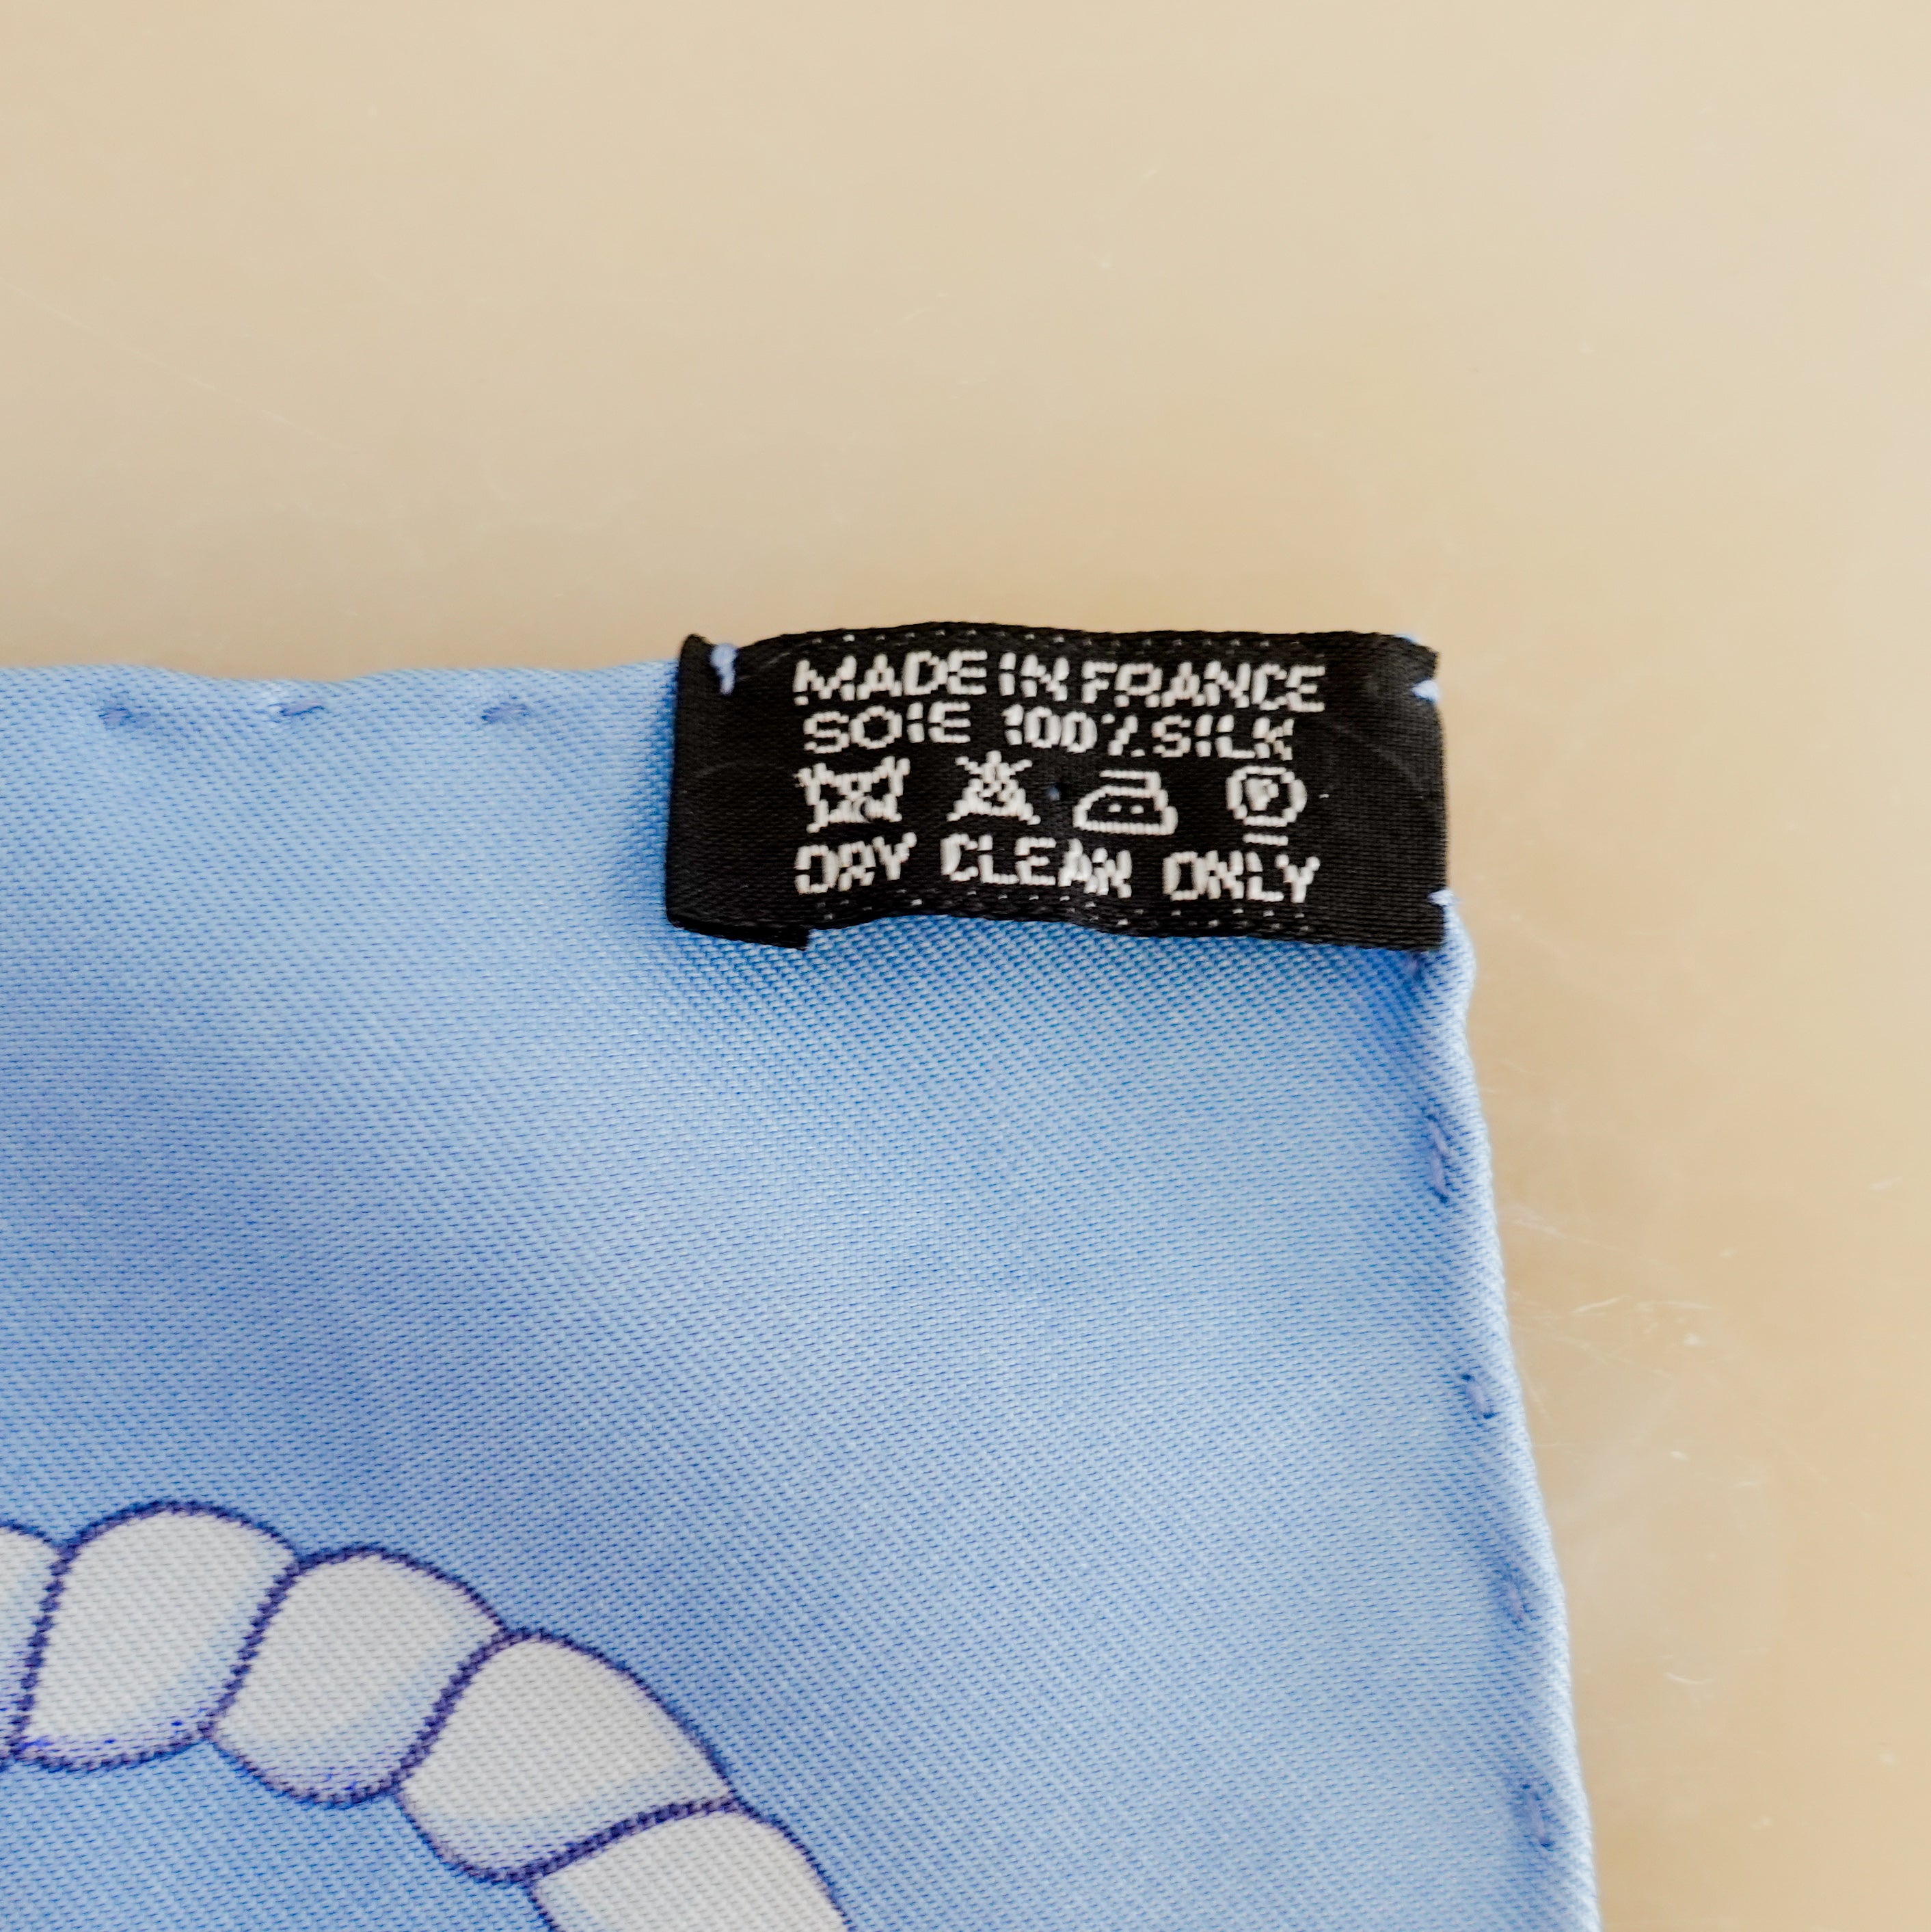 MADE IN FRANCE
SOIE 100% SILK
P
DRY CLEAN ONLY